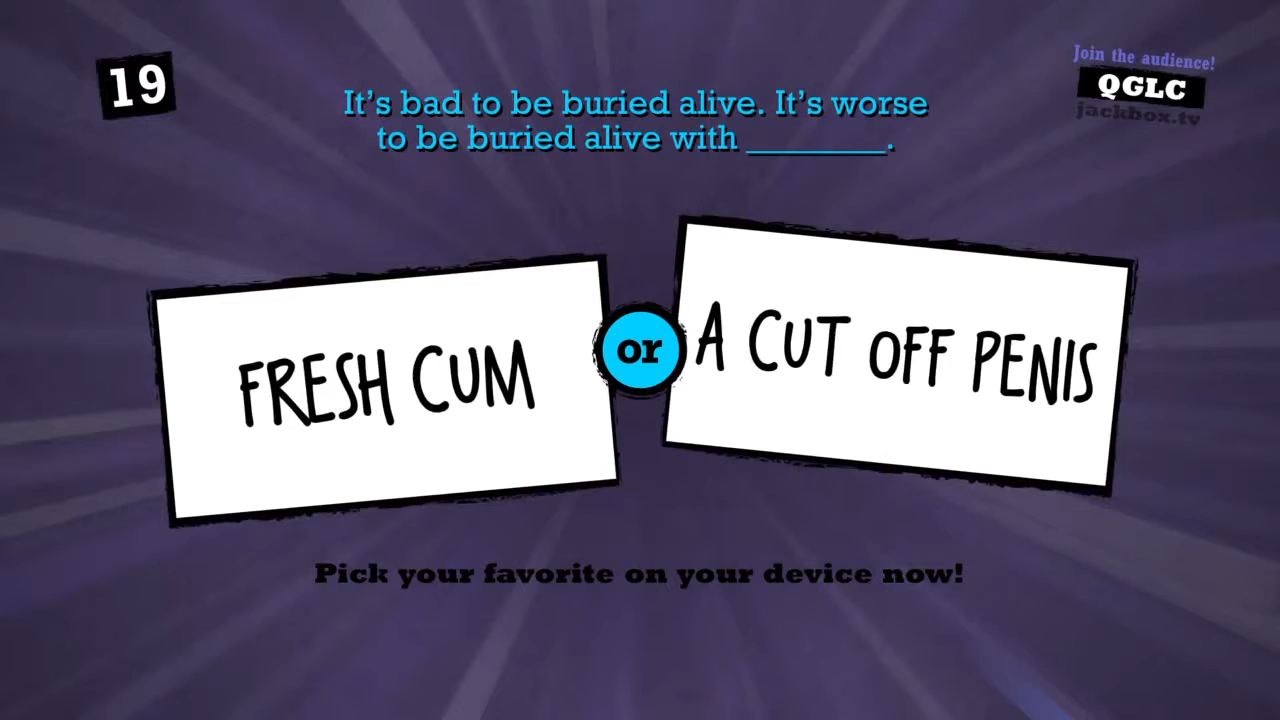 19
Join the audience!
QGLC
jackbox.tv
It's bad to be buried alive. It's worse
to be buried alive with ________.
FRESH CUM
or
A CUT OFF PENIS
Pick your favorite on your device now!